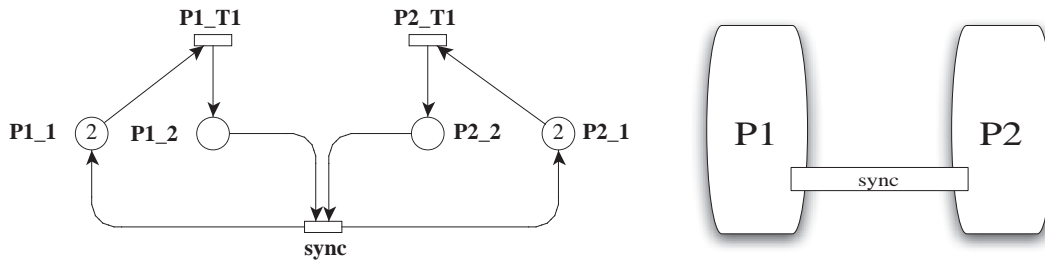 P1_T1 P2_T1
P1_1 2 P1_2 P2_2 2 P2_1
sync
P1 P2
sync